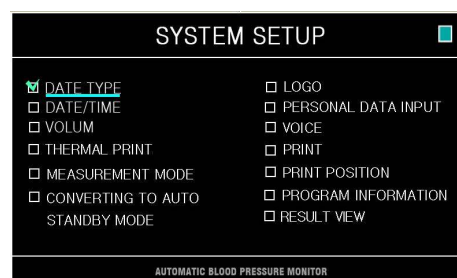 SYSTEM SETUP
DATE TYPE
DATE/TIME
VOLUM
THERMAL PRINT
MEASUREMENT MODE
CONVERTING TO AUTO
STANDBY MODE
LOGO
PERSONAL DATA INPUT
VOICE
PRINT
PRINT POSITION
PROGRAM INFORMATION
RESULT VIEW
AUTOMATIC BLOOD PRESSURE MONITOR